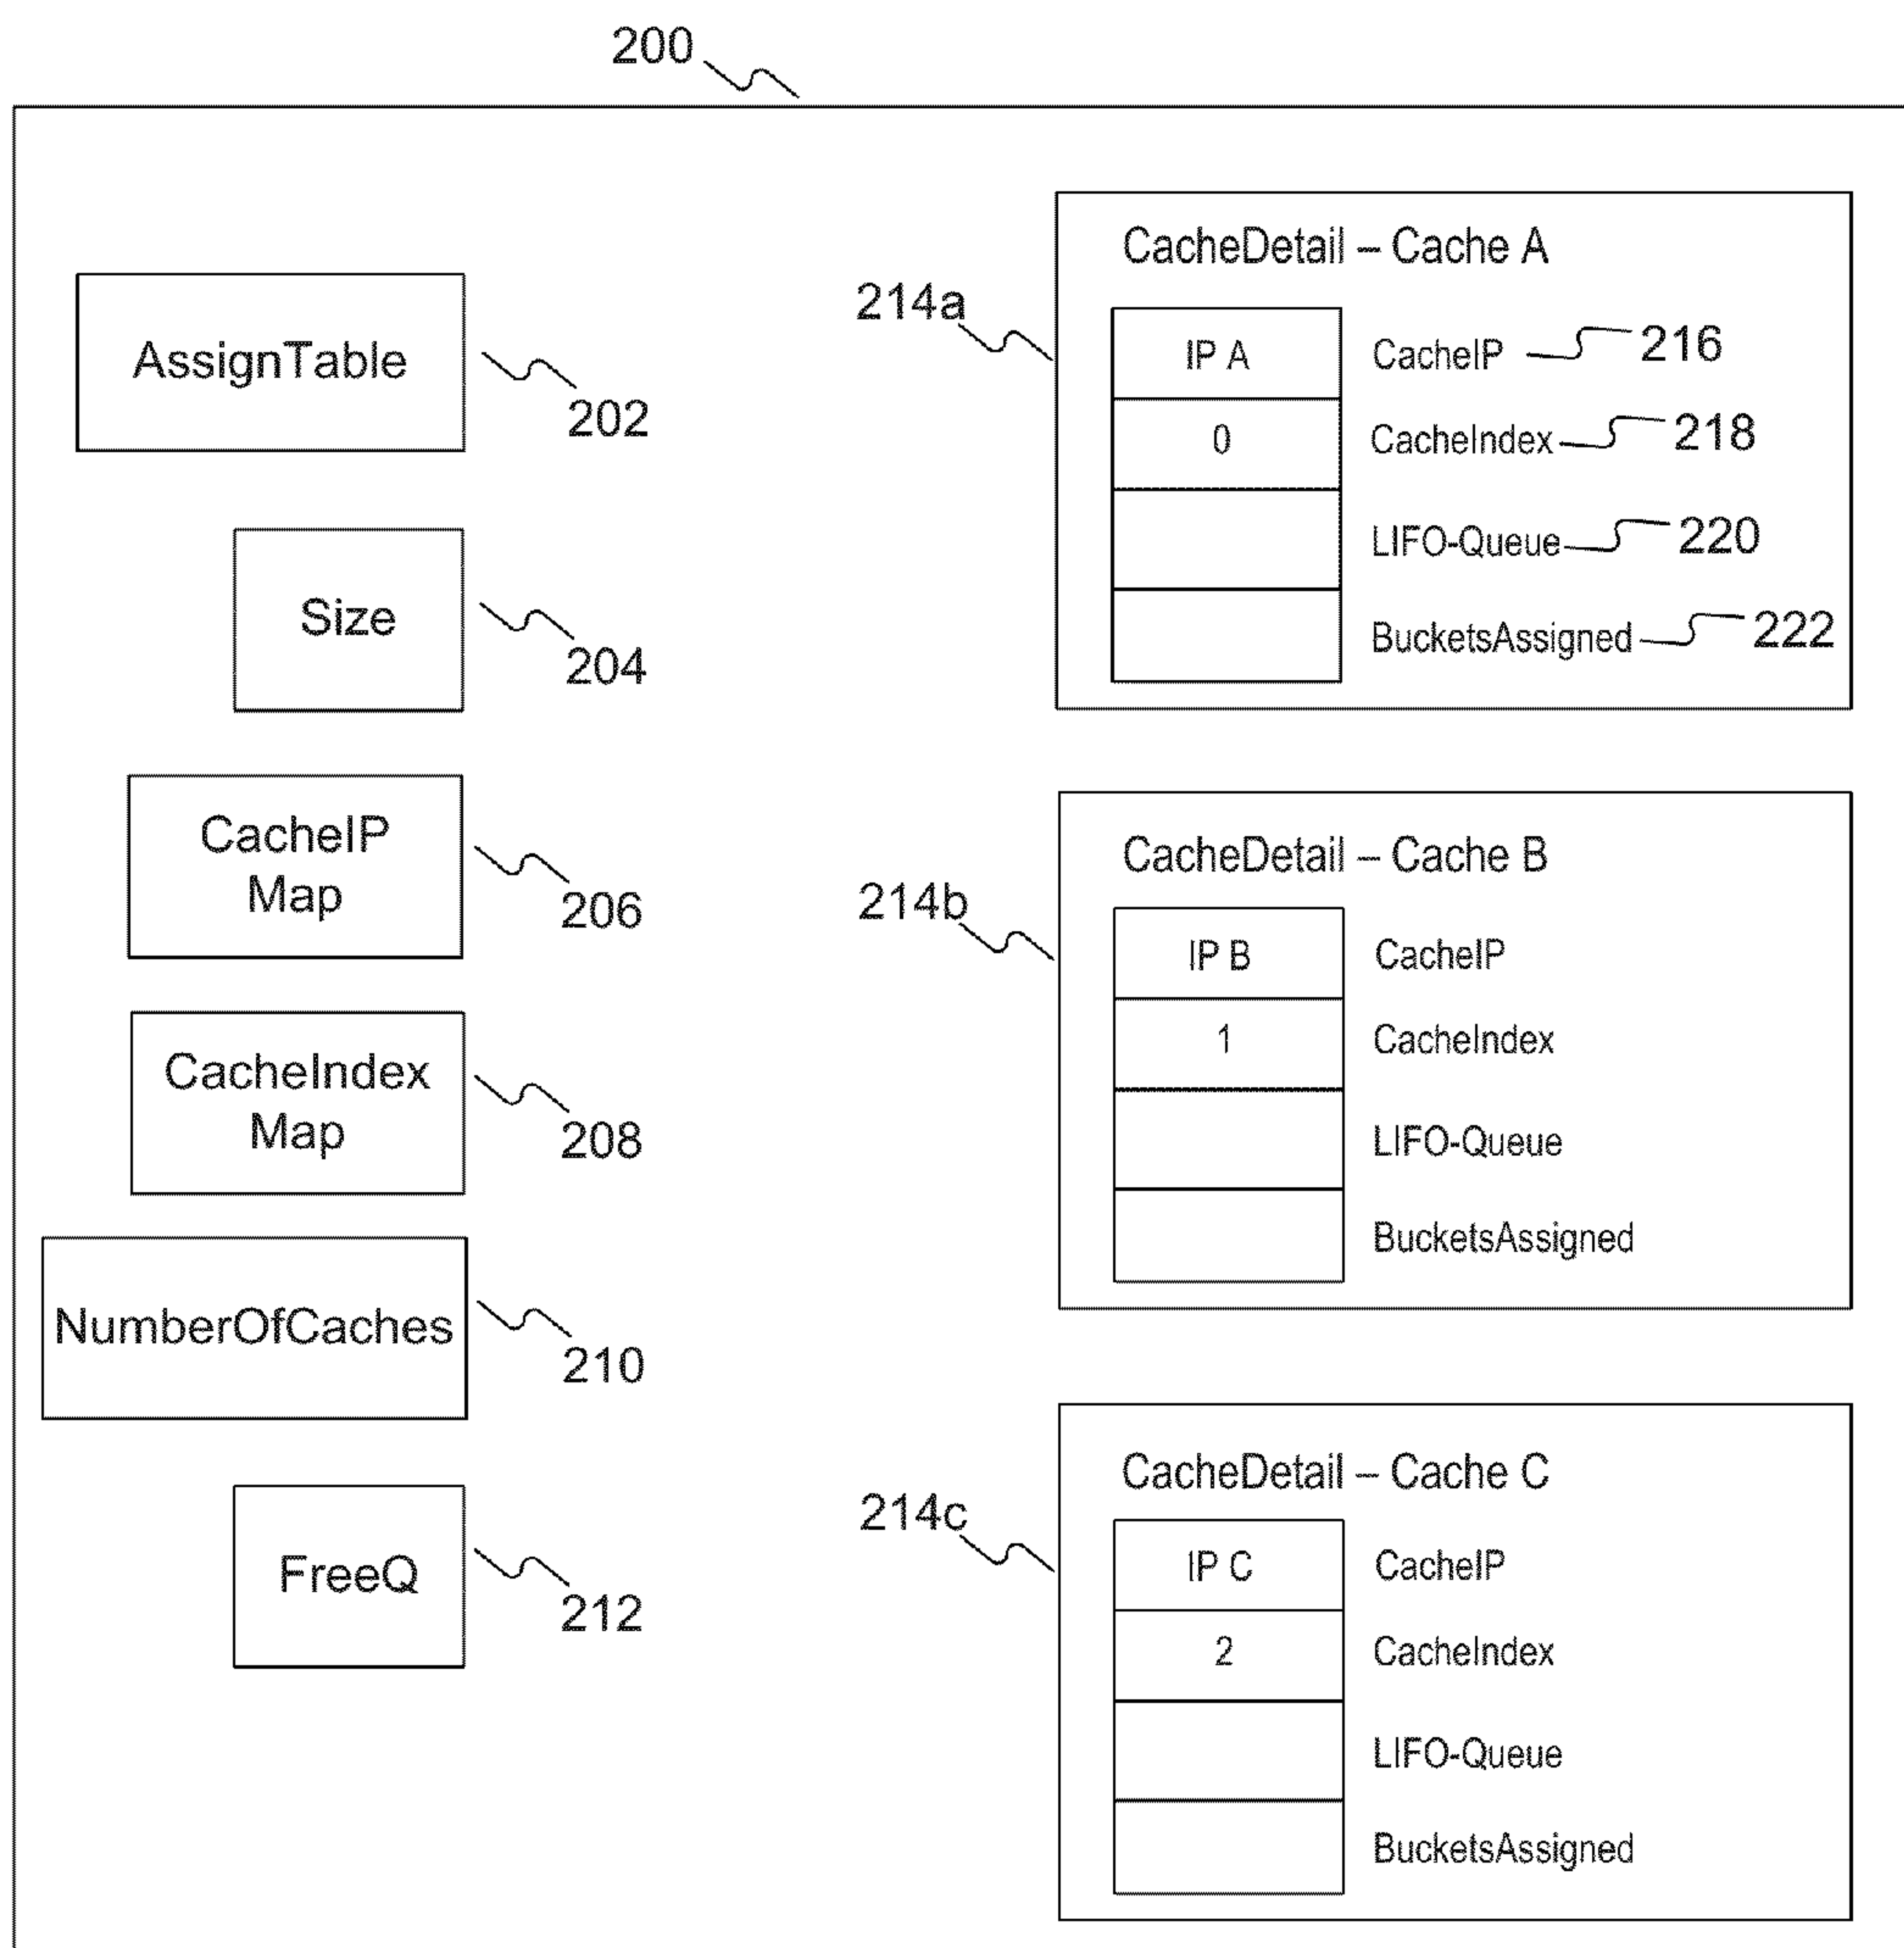 200
AssignTable
202
Size
204
CacheIP
Map
206
CacheIndex
Map
208
NumberOfCaches
210
FreeQ
212
CacheDetail – Cache A
214a
IP A CacheIP 216
0 CacheIndex 218
LIFO-Queue 220
BucketsAssigned 222
CacheDetail – Cache B
214b
IP B CacheIP
1 CacheIndex
LIFO-Queue
BucketsAssigned
CacheDetail – Cache C
214c
IP C CacheIP
2 CacheIndex
LIFO-Queue
BucketsAssigned